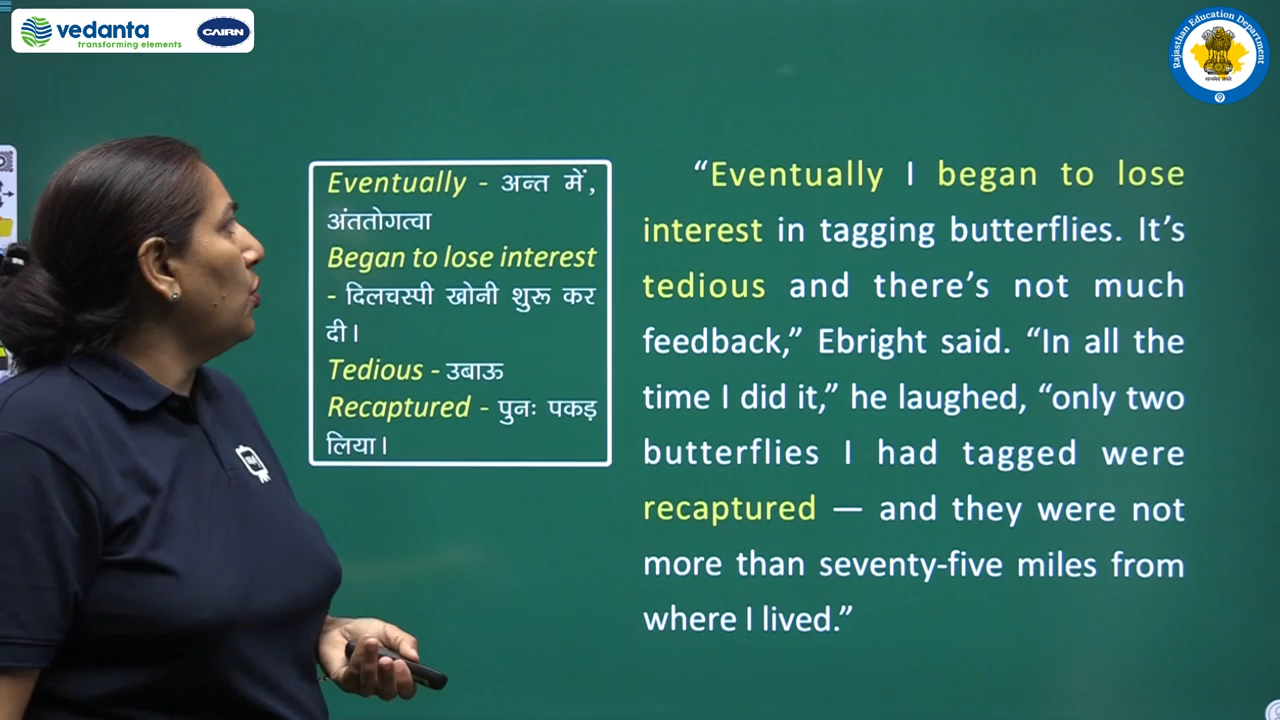 vedanta
transforming elements
CAIRN
Rajasthan Education Department
सत्यमेव जयते
Eventually - अन्त में,
अंततोगत्वा
Began to lose interest
- दिलचस्पी खोनी शुरू कर
दी।
Tedious - उबाऊ
Recaptured - पुनः पकड़
लिया।
“Eventually I began to lose
interest in tagging butterflies. It’s
tedious and there’s not much
feedback,” Ebright said. “In all the
time I did it,” he laughed, “only two
butterflies I had tagged were
recaptured — and they were not
more than seventy-five miles from
where I lived.”